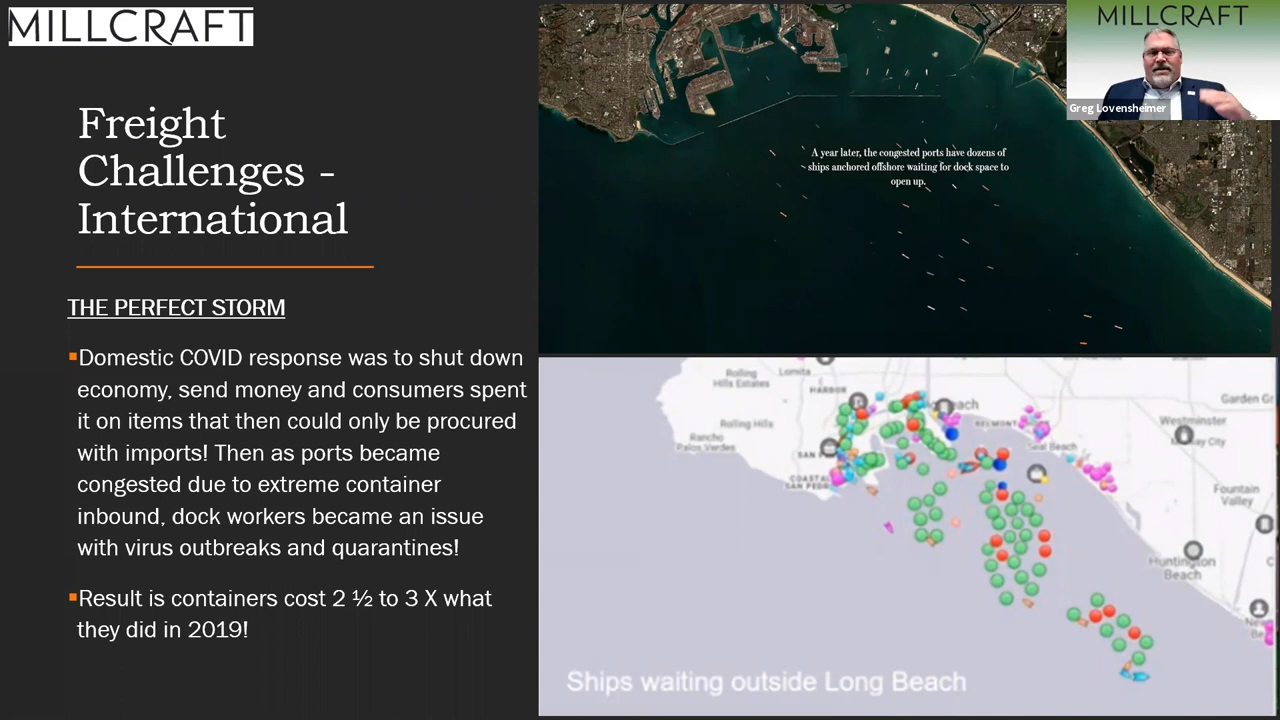 MILLCRAFT
Freight
Challenges -
International
THE PERFECT STORM
▪Domestic COVID response was to shut down
economy, send money and consumers spent
it on items that then could only be procured
with imports! Then as ports became
congested due to extreme container
inbound, dock workers became an issue
with virus outbreaks and quarantines!
▪Result is containers cost 2 ½ to 3 X what
they did in 2019!
A year later, the congested ports have dozens of
ships anchored offshore waiting for dock space to
open up.
MILLCRAFT
Greg Lovensheimer
Rolling
Hills Estates
Lomita
HARBOR
Rolling Hills
Rancho
Palos Verdes
COASTAL
SAN PEDR
BELMONT
Seal Beach
Garden Gr
Westminster
Fountain
Valley
Huntington
Beach
Ships waiting outside Long Beach